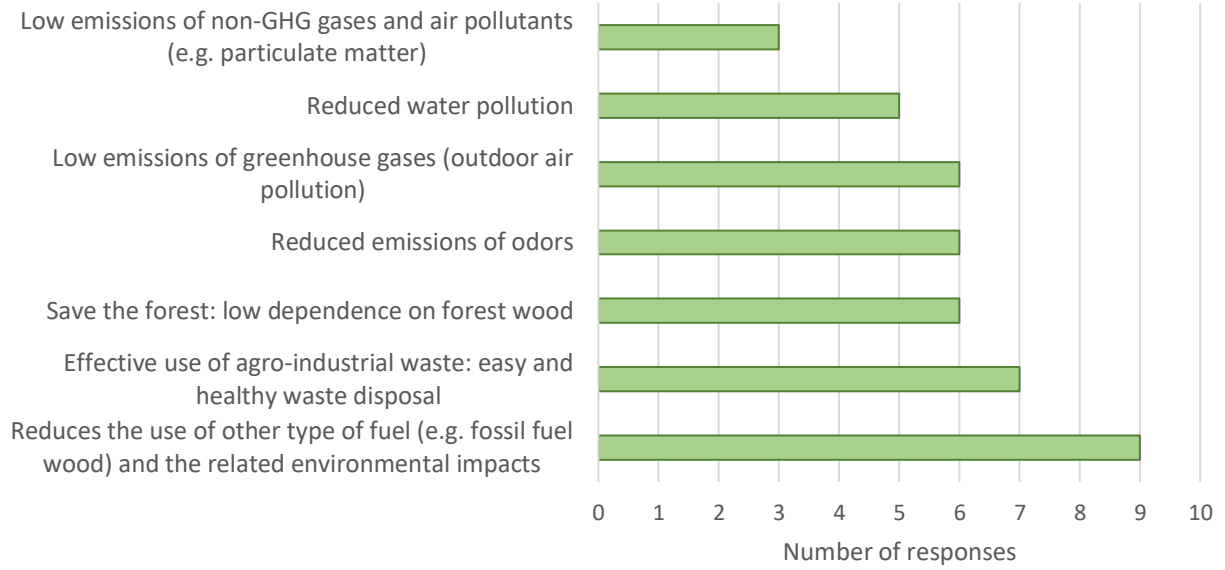 Low emissions of non-GHG gases and air pollutants
(e.g. particulate matter)
Reduced water pollution
Low emissions of greenhouse gases (outdoor air
pollution)
Reduced emissions of odors
Save the forest: low dependence on forest wood
Effective use of agro-industrial waste: easy and
healthy waste disposal
Reduces the use of other type of fuel (e.g. fossil fuel
wood) and the related environmental impacts
0 1 2 3 4 5 6 7 8 9 10
Number of responses